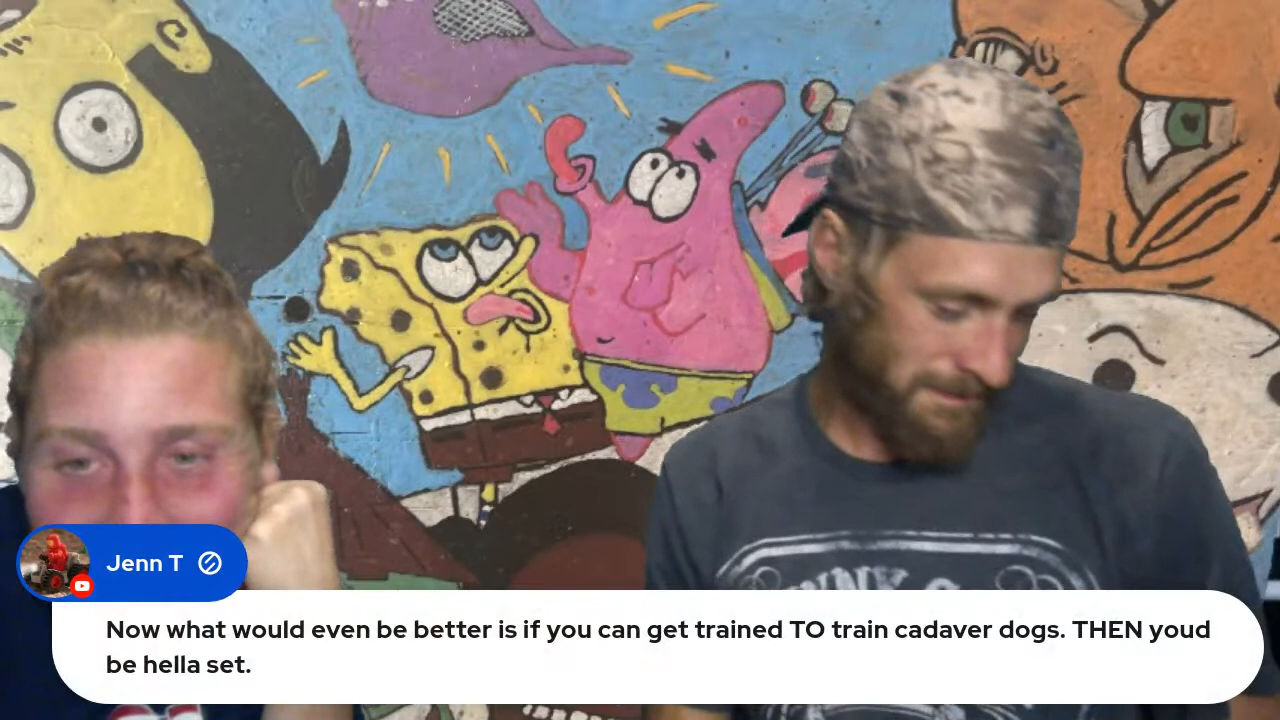 Jenn T
Now what would even be better is if you can get trained TO train cadaver dogs. THEN youd
be hella set.